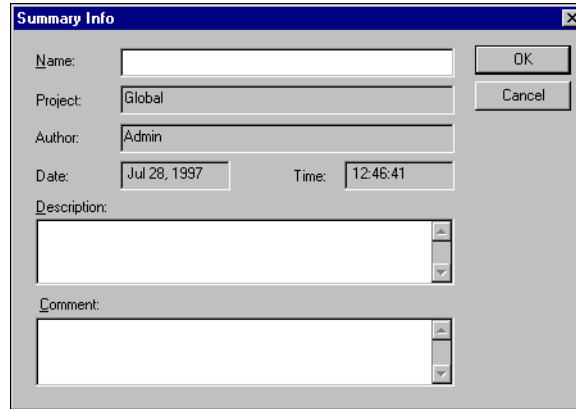 Summary Info
Name:
OK
Project:
Global
Cancel
Author:
Admin
Date:
Jul 28, 1997
Time:
12:46:41
Description:
Comment: